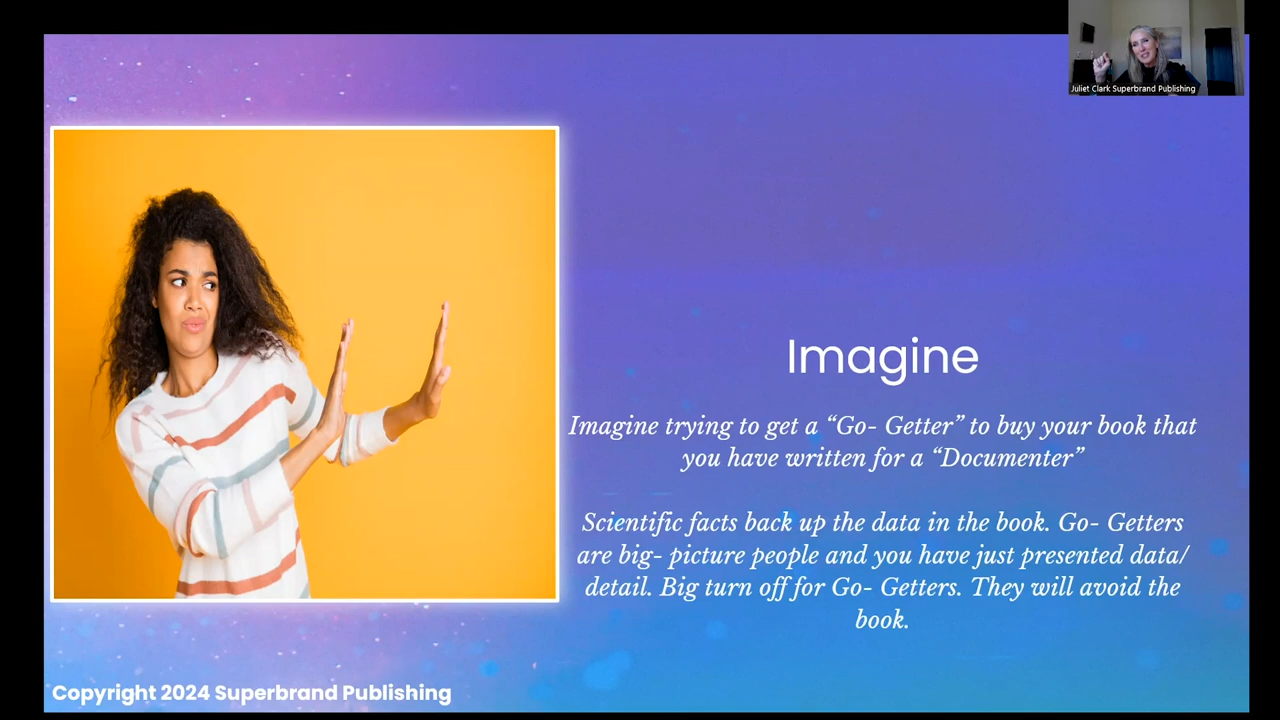 Juliet Clark Superbrand Publishing
Imagine
Imagine trying to get a “Go- Getter” to buy your book that
you have written for a “Documenter”
Scientific facts back up the data in the book. Go- Getters
are big- picture people and you have just presented data/
detail. Big turn off for Go- Getters. They will avoid the
book.
Copyright 2024 Superbrand Publishing